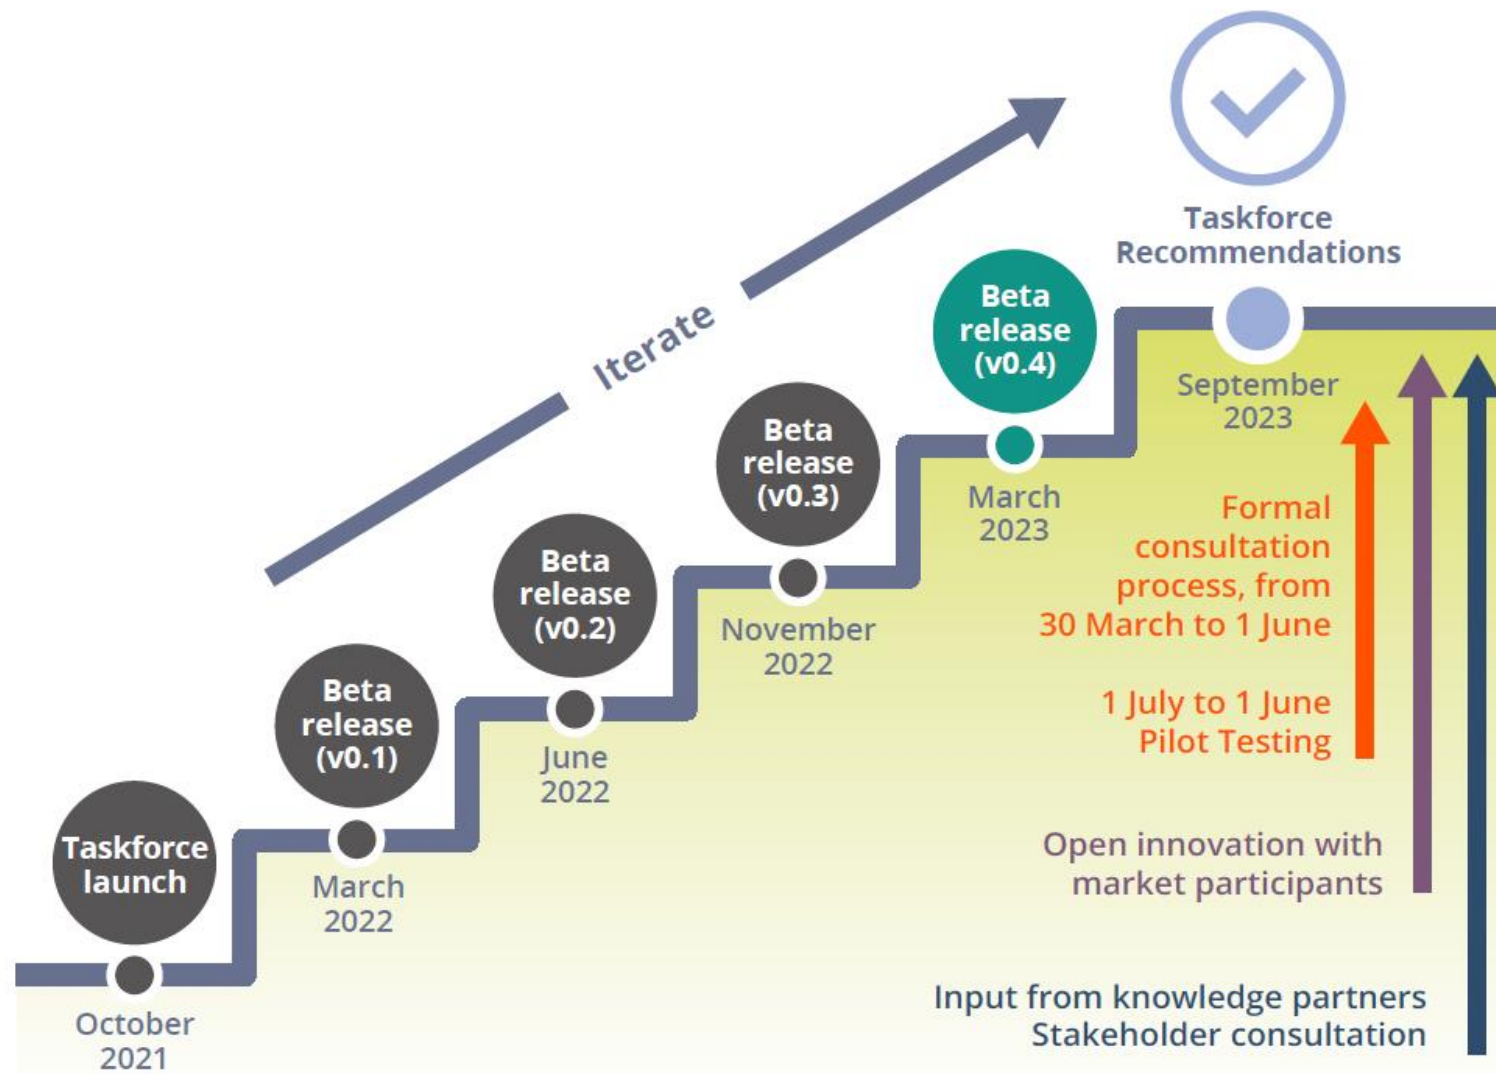 Taskforce
Recommendations
Iterate
Beta
release
(v0.4)
September
2023
Beta
release
(v0.3)
March
2023
Formal
consultation
process, from
30 March to 1 June
Beta
release
(v0.2)
November
2022
1 July to 1 June
Pilot Testing
Beta
release
(v0.1)
June
2022
Taskforce
launch
March
2022
Open innovation with
market participants
Input from knowledge partners
Stakeholder consultation
October
2021